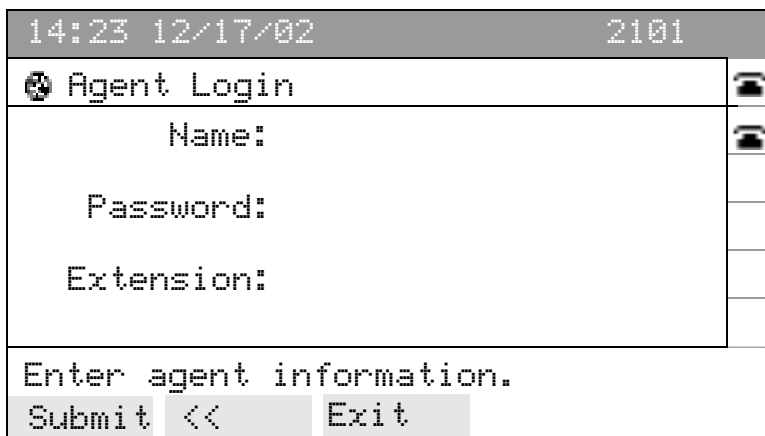 14:23 12/17/02 2101
Agent Login
Name:
Password:
Extension:
Enter agent information.
Submit << Exit